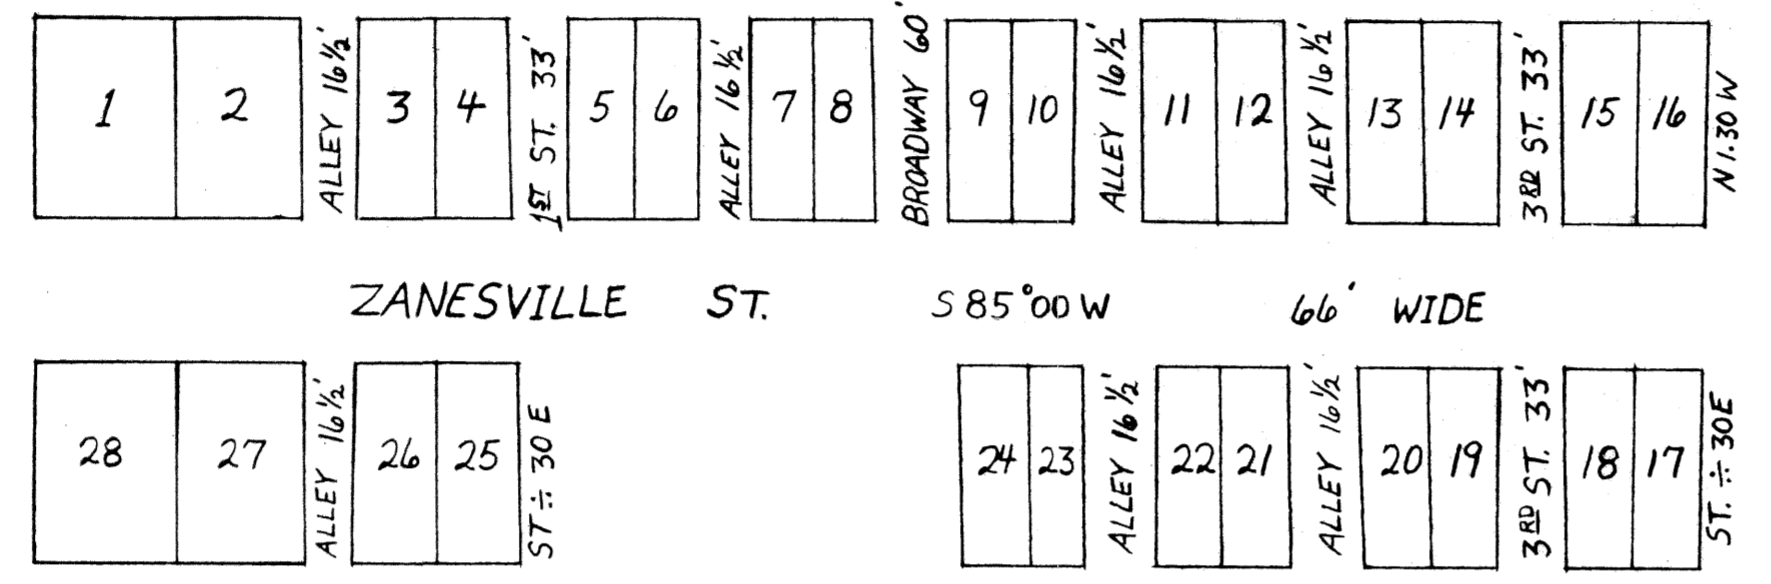 1 2 ALLEY 16½' 3 4 1ST ST. 33' 5 6 ALLEY 16½' 7 8 BROADWAY 60' 9 10 ALLEY 16½' 11 12 ALLEY 16½' 13 14 3RD ST. 33' 15 16 N 1.30 W
ZANESVILLE ST. S 85°00 W 66' WIDE
28 27 ALLEY 16½' 26 25 ST ÷ 30 E 24 23 ALLEY 16½' 22 21 ALLEY 16½' 20 19 3RD ST. 33' 18 17 ST. ÷ 30E